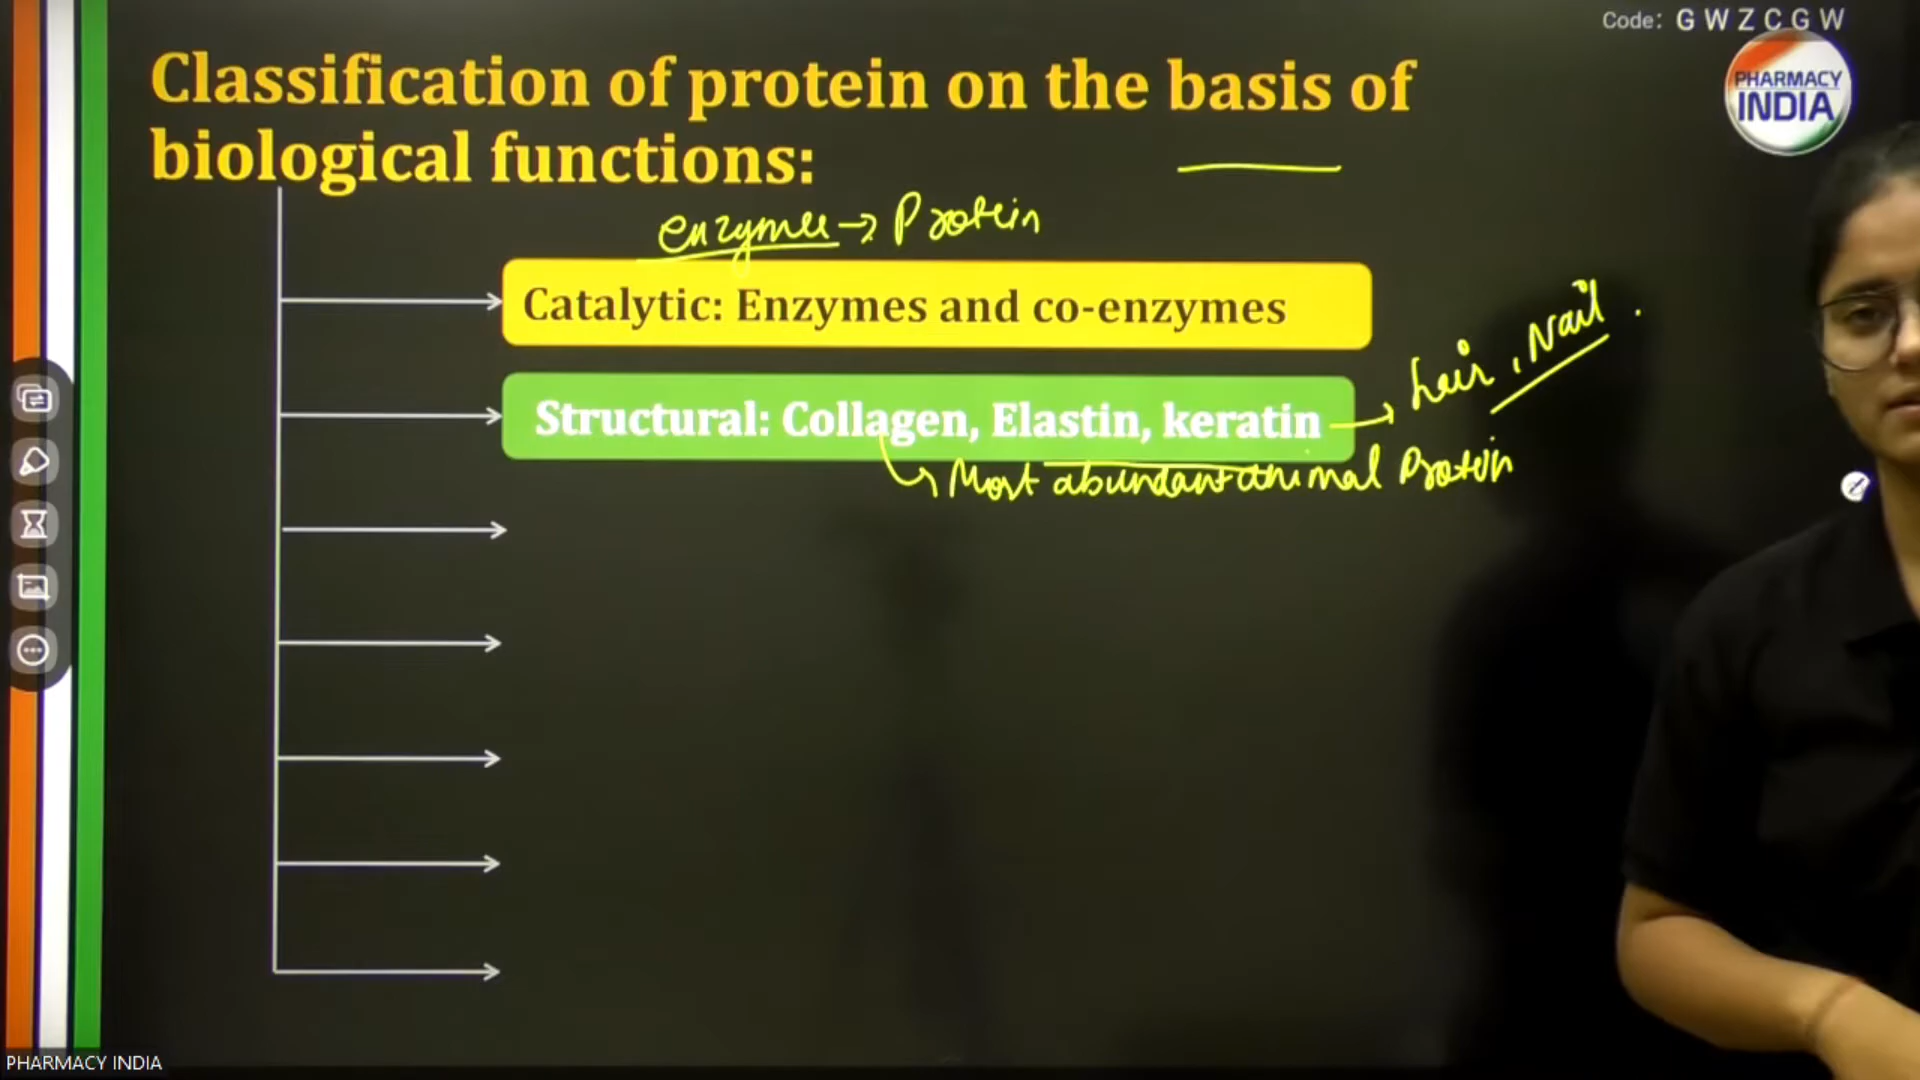 Code: G W Z C G W
PHARMACY
INDIA
Classification of protein on the basis of
biological functions:
enzymes → Protein
Catalytic: Enzymes and co-enzymes
hair, Nail.
Structural: Collagen, Elastin, keratin
Most abundant animal Protein
PHARMACY INDIA